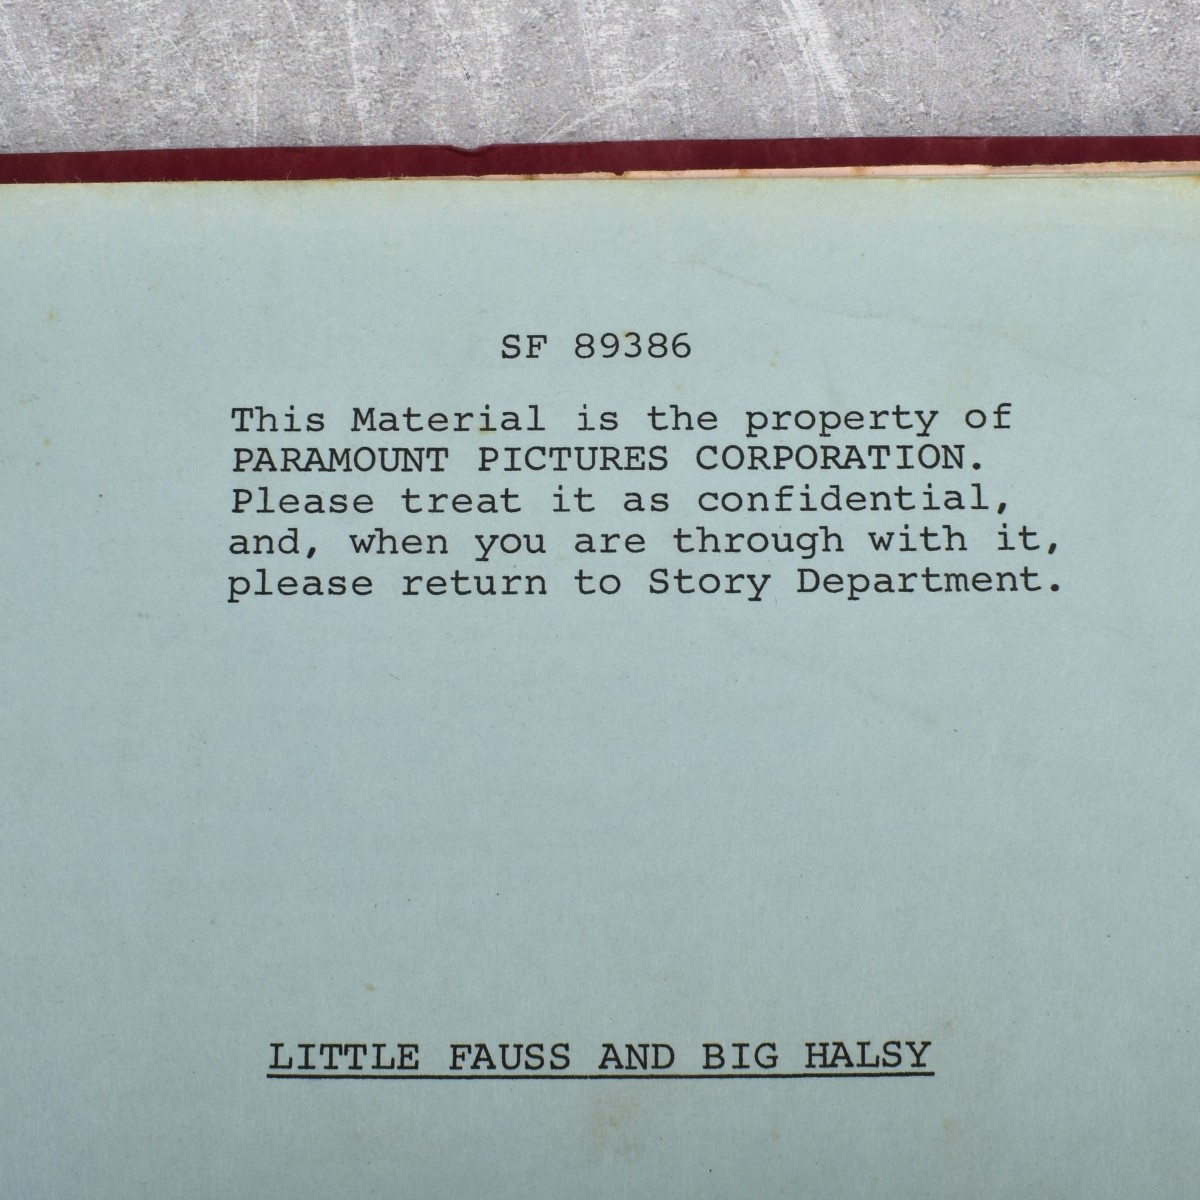 SF 89386
This Material is the property of
PARAMOUNT PICTURES CORPORATION.
Please treat it as confidential,
and, when you are through with it,
please return to Story Department.
LITTLE FAUSS AND BIG HALSY